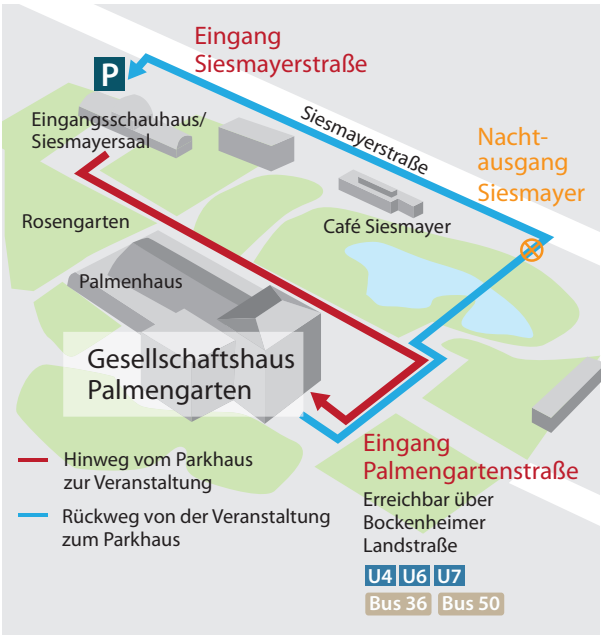 Eingang
Siesmayerstraße
P
Eingangsschauhaus/
Siesmayersaal
Siesmayerstraße
Nacht-
ausgang
Siesmayer
Rosengarten
Café Siesmayer
Palmenhaus
Gesellschaftshaus
Palmengarten
Hinweg vom Parkhaus
zur Veranstaltung
Rückweg von der Veranstaltung
zum Parkhaus
Eingang
Palmengartenstraße
Erreichbar über
Bockenheimer
Landstraße
U4 U6 U7
Bus 36 Bus 50